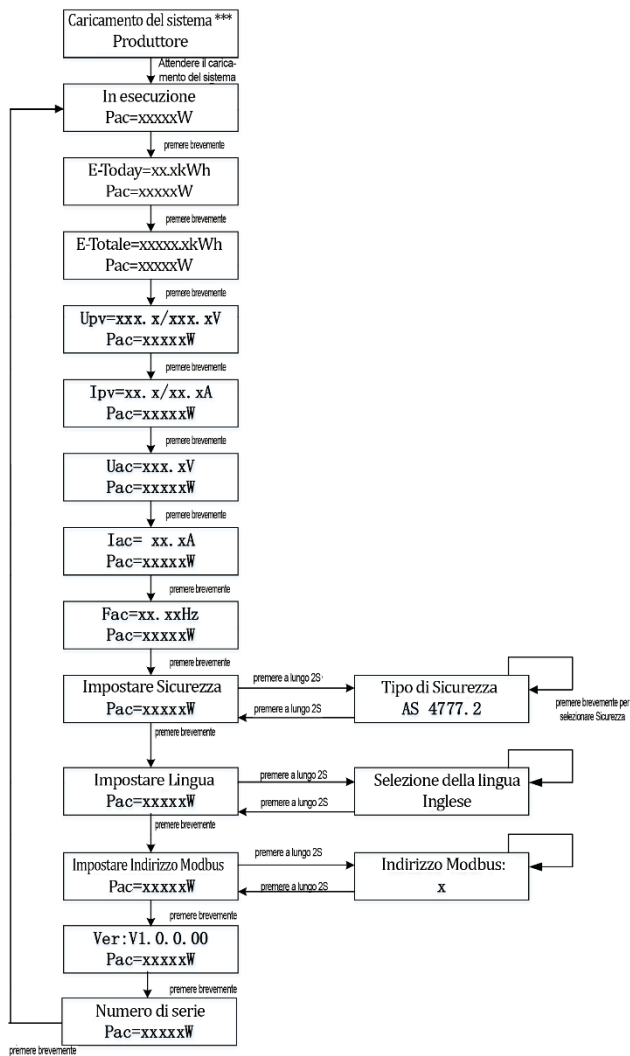 Caricamento del sistema ***
Produttore
Attendere il carica-
mento del sistema
In esecuzione
Pac=xxxxxW
premere brevemente
E-Today=xx.xkWh
Pac=xxxxxW
premere brevemente
E-Totale=xxxxx.xkWh
Pac=xxxxxW
premere brevemente
Upv=xxx.x/xxx.xV
Pac=xxxxxW
premere brevemente
Ipv=xx.x/xx.xA
Pac=xxxxxW
premere brevemente
Uac=xxx.xV
Pac=xxxxxW
premere brevemente
Iac= xx.xA
Pac=xxxxxW
premere brevemente
Fac=xx.xxHz
Pac=xxxxxW
premere brevemente
Impostare Sicurezza
Pac=xxxxxW
premere a lungo 2S
premere a lungo 2S
Tipo di Sicurezza
AS 4777.2
premere brevemente per
selezionare Sicurezza
premere brevemente
Impostare Lingua
Pac=xxxxxW
premere a lungo 2S
premere a lungo 2S
Selezione della lingua
Inglese
premere brevemente
Impostare Indirizzo Modbus
Pac=xxxxxW
premere a lungo 2S
premere a lungo 2S
Indirizzo Modbus:
x
premere brevemente
Ver:V1.0.0.00
Pac=xxxxxW
premere brevemente
Numero di serie
Pac=xxxxxW
premere brevemente